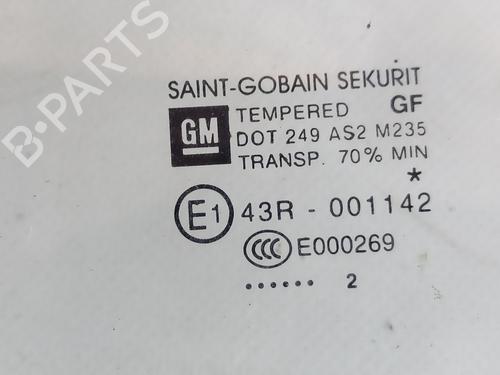 B-PARTS
SAINT-GOBAIN SEKURIT
GM TEMPERED GF
DOT 249 AS2 M235
TRANSP. 70% MIN
*
E1 43R - 001142
CCC E000269
...... 2